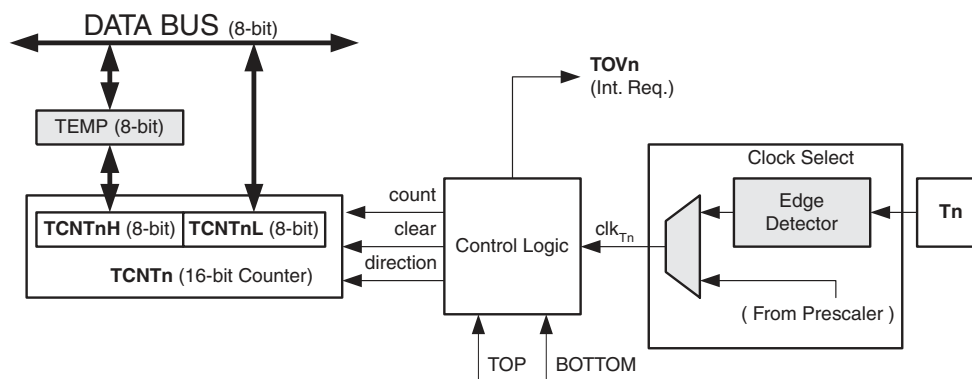 DATA BUS (8-bit)
TOVn
(Int. Req.)
TEMP (8-bit)
Clock Select
count
TCNTnH (8-bit) TCNTnL (8-bit)
clear
Control Logic
clkTn
Edge
Detector
Tn
TCNTn (16-bit Counter)
direction
( From Prescaler )
TOP
BOTTOM